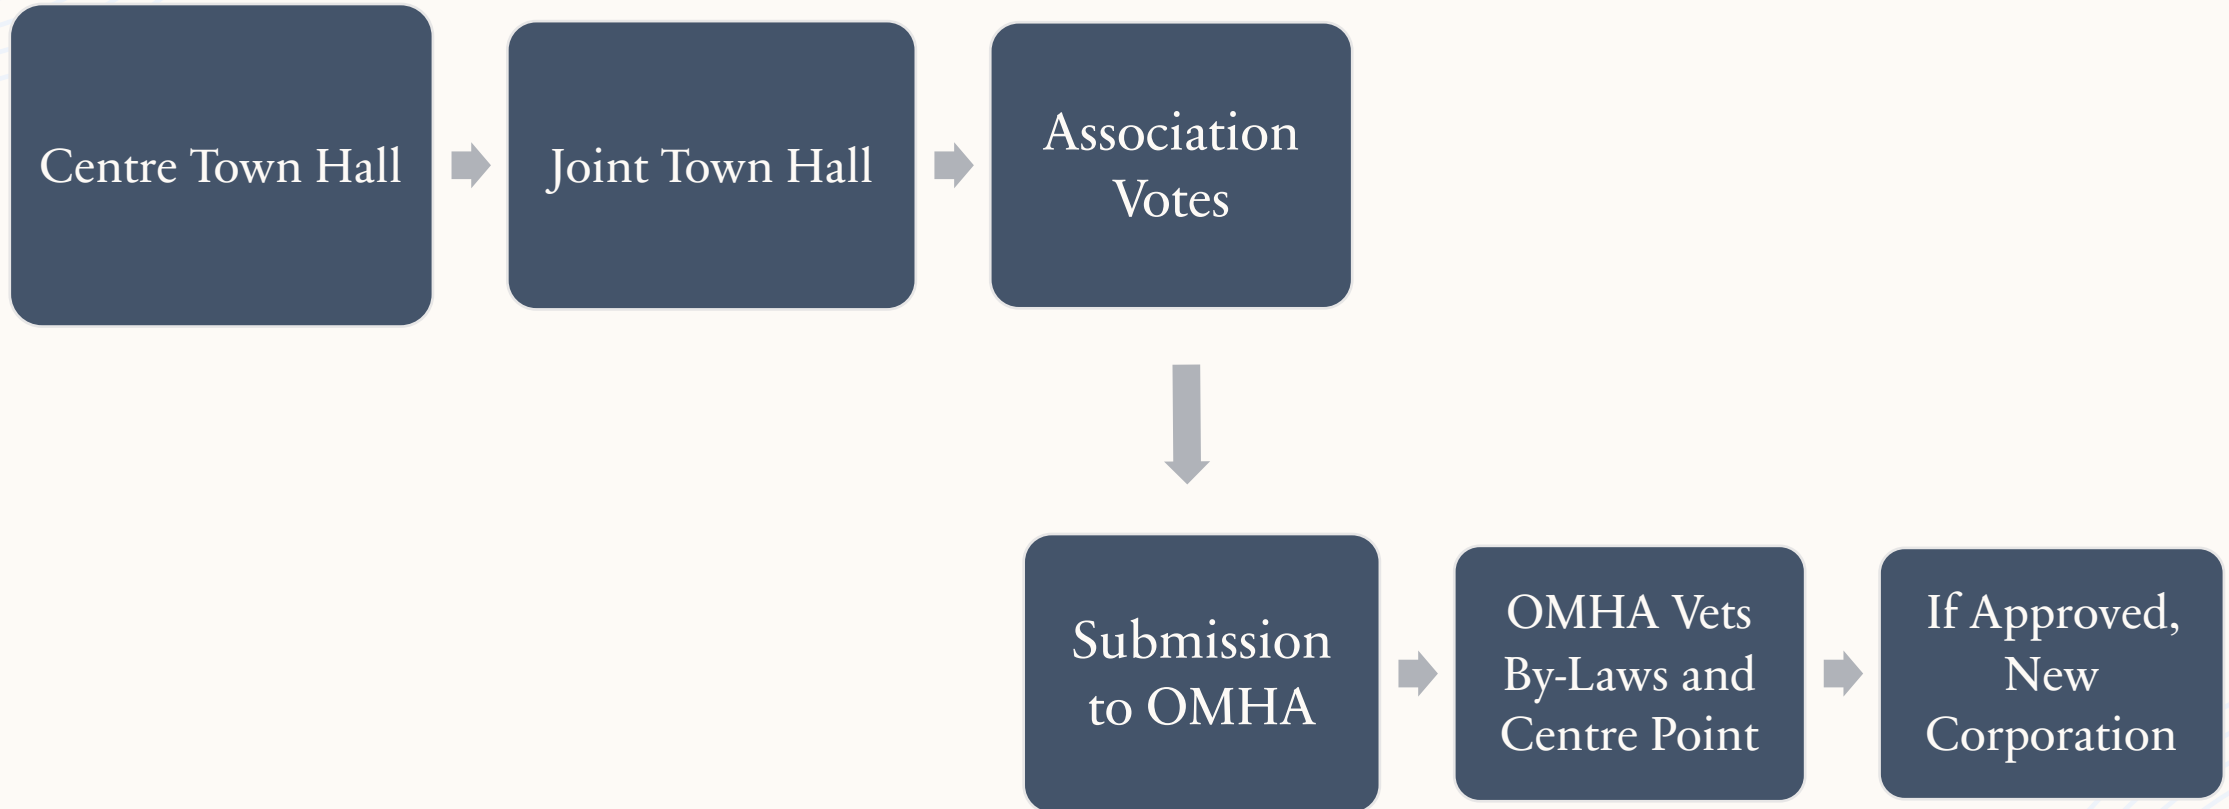 Centre Town Hall
Joint Town Hall
Association
Votes
Submission
to OMHA
OMHA Vets
By-Laws and
Centre Point
If Approved,
New
Corporation